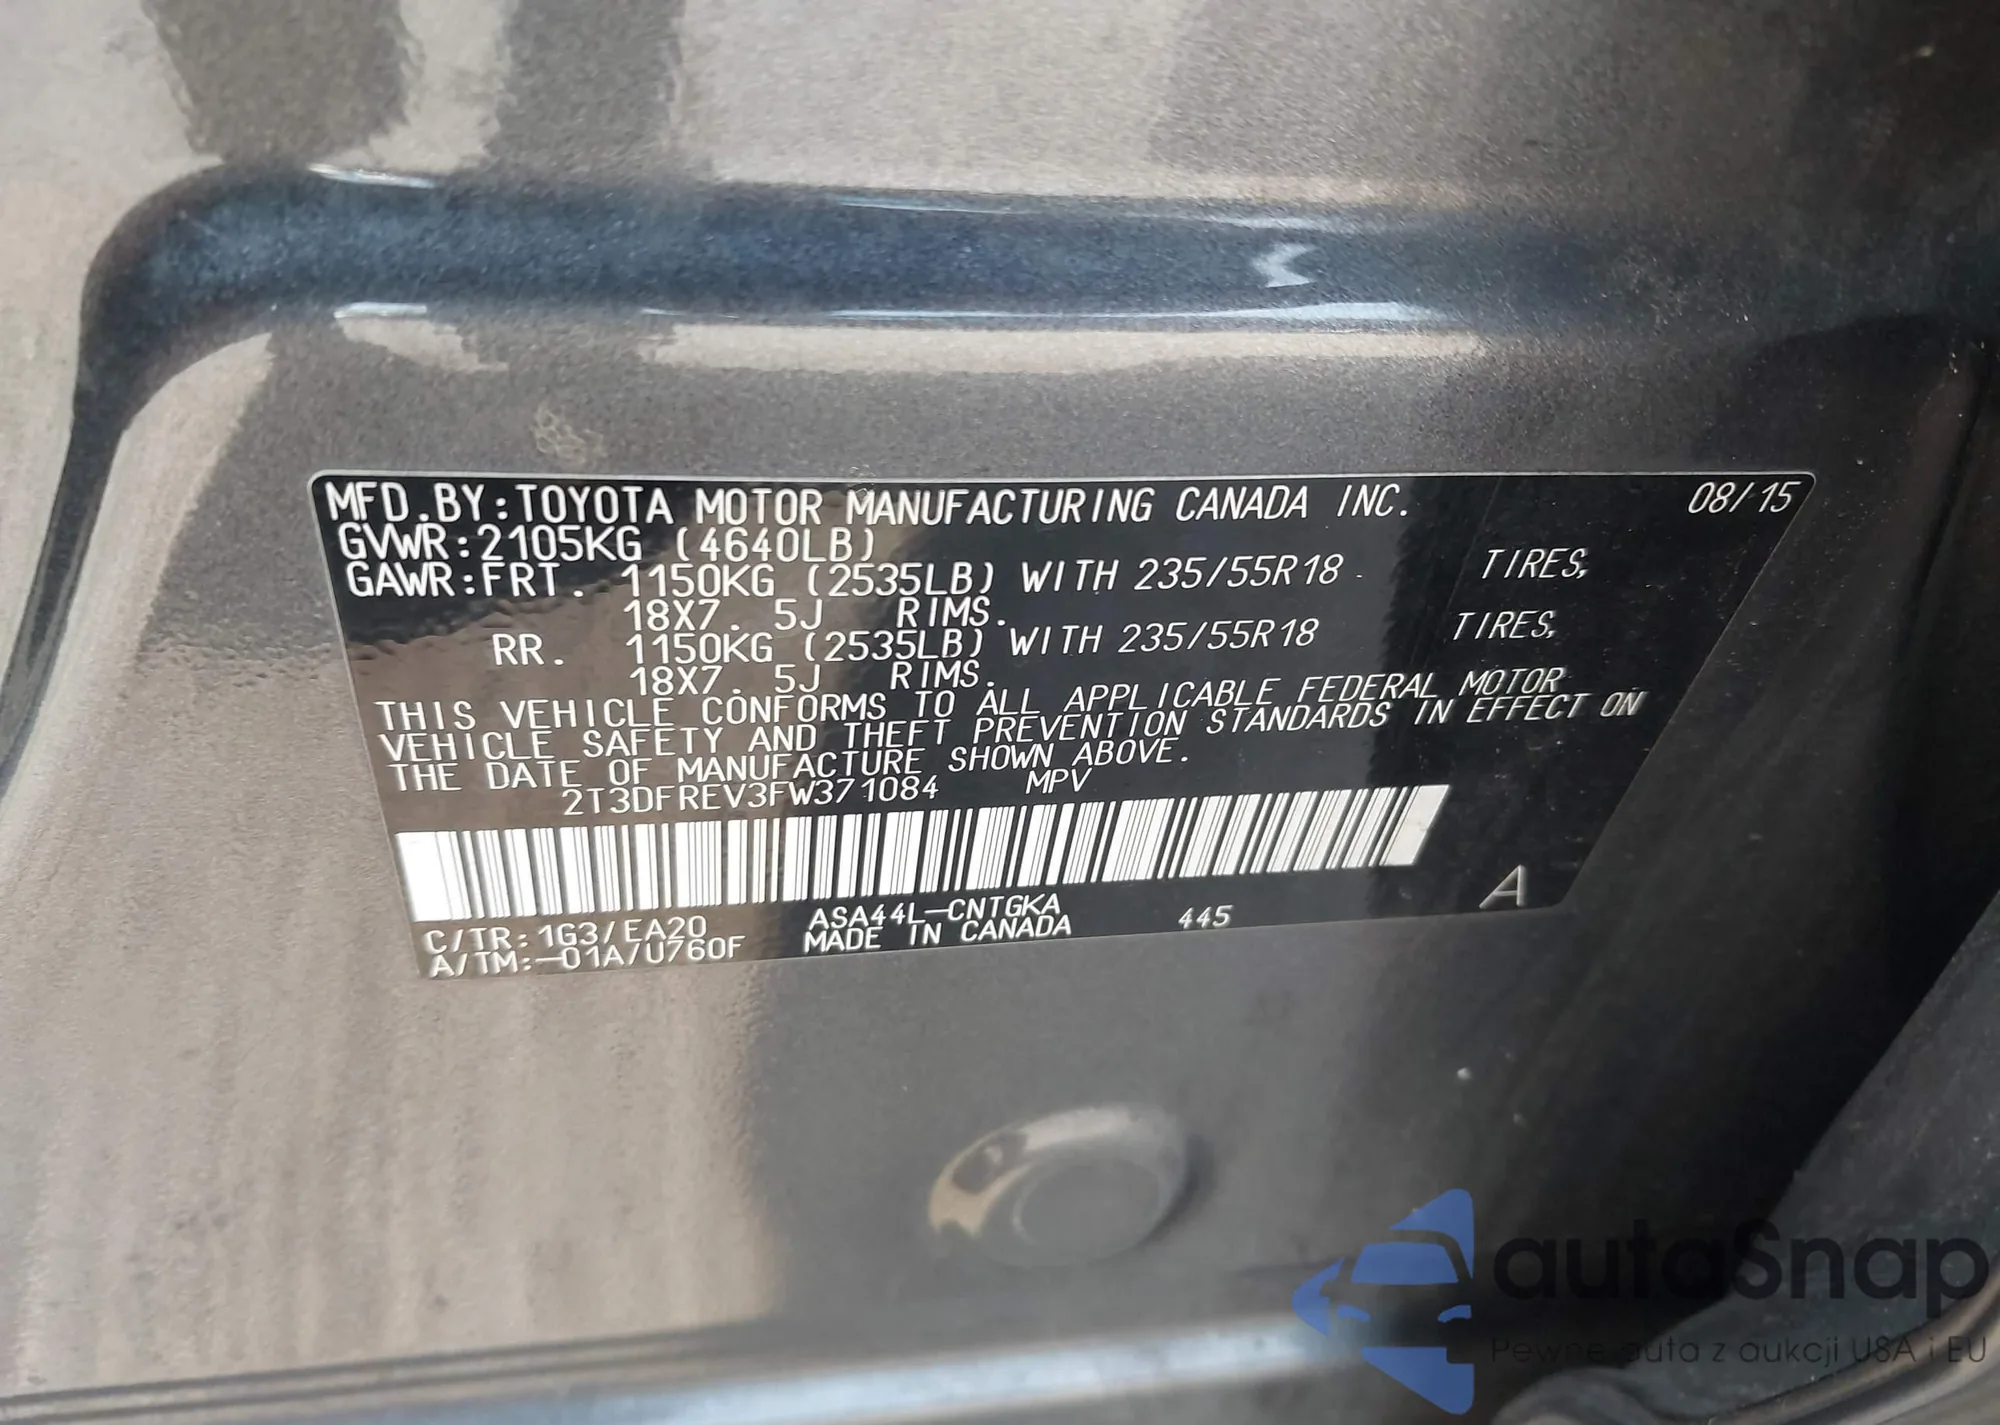 MFD.BY:TOYOTA MOTOR MANUFACTURING CANADA INC. 08/15
GVWR:2105KG (4640LB)
GAWR:FRT. 1150KG (2535LB) WITH 235/55R18 TIRES,
18X7. 5J RIMS.
RR. 1150KG (2535LB) WITH 235/55R18 TIRES,
18X7. 5J RIMS.
THIS VEHICLE CONFORMS TO ALL APPLICABLE FEDERAL MOTOR
VEHICLE SAFETY AND THEFT PREVENTION STANDARDS IN EFFECT ON
THE DATE OF MANUFACTURE SHOWN ABOVE.
2T3DFREV3FW371084 MPV
C/TR:1G3/EA20 ASA44L-CNTGKA 445 A
A/TM:-01A/U760F MADE IN CANADA
autaSnap
Pewne auta z aukcji USA i EU